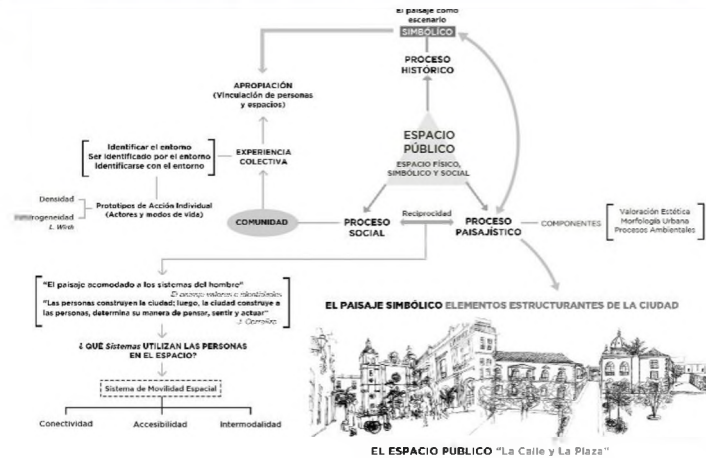 El paisaje como
escenario
SIMBÓLICO
PROCESO
HISTÓRICO
APROPIACIÓN
(Vinculación de personas
y espacios)
ESPACIO
PÚBLICO
ESPACIO FÍSICO,
SIMBÓLICO Y SOCIAL
Identificar el entorno
Ser identificado por el entorno
Identificarse con el entorno
EXPERIENCIA
COLECTIVA
Densidad
L. Wirth
Prototipos de Acción Individual
(Actores y modos de vida)
COMUNIDAD
PROCESO
SOCIAL
Reciprocidad
PROCESO
PAISAJÍSTICO
COMPONENTES
Valoración Estética
Morfología Urbana
Procesos Ambientales
"El paisaje acomodado a los sistemas del hombre"
"Las personas construyen la ciudad; luego, la ciudad construye a
las personas, determina su manera de pensar, sentir y actuar"
¿ QUÉ Sistemas UTILIZAN LAS PERSONAS
EN EL ESPACIO?
Sistema de Movilidad Espacial
Conectividad
Accesibilidad
Intermodalidad
EL PAISAJE SIMBÓLICO ELEMENTOS ESTRUCTURANTES DE LA CIUDAD
EL ESPACIO PUBLICO "La Calle y La Plaza"